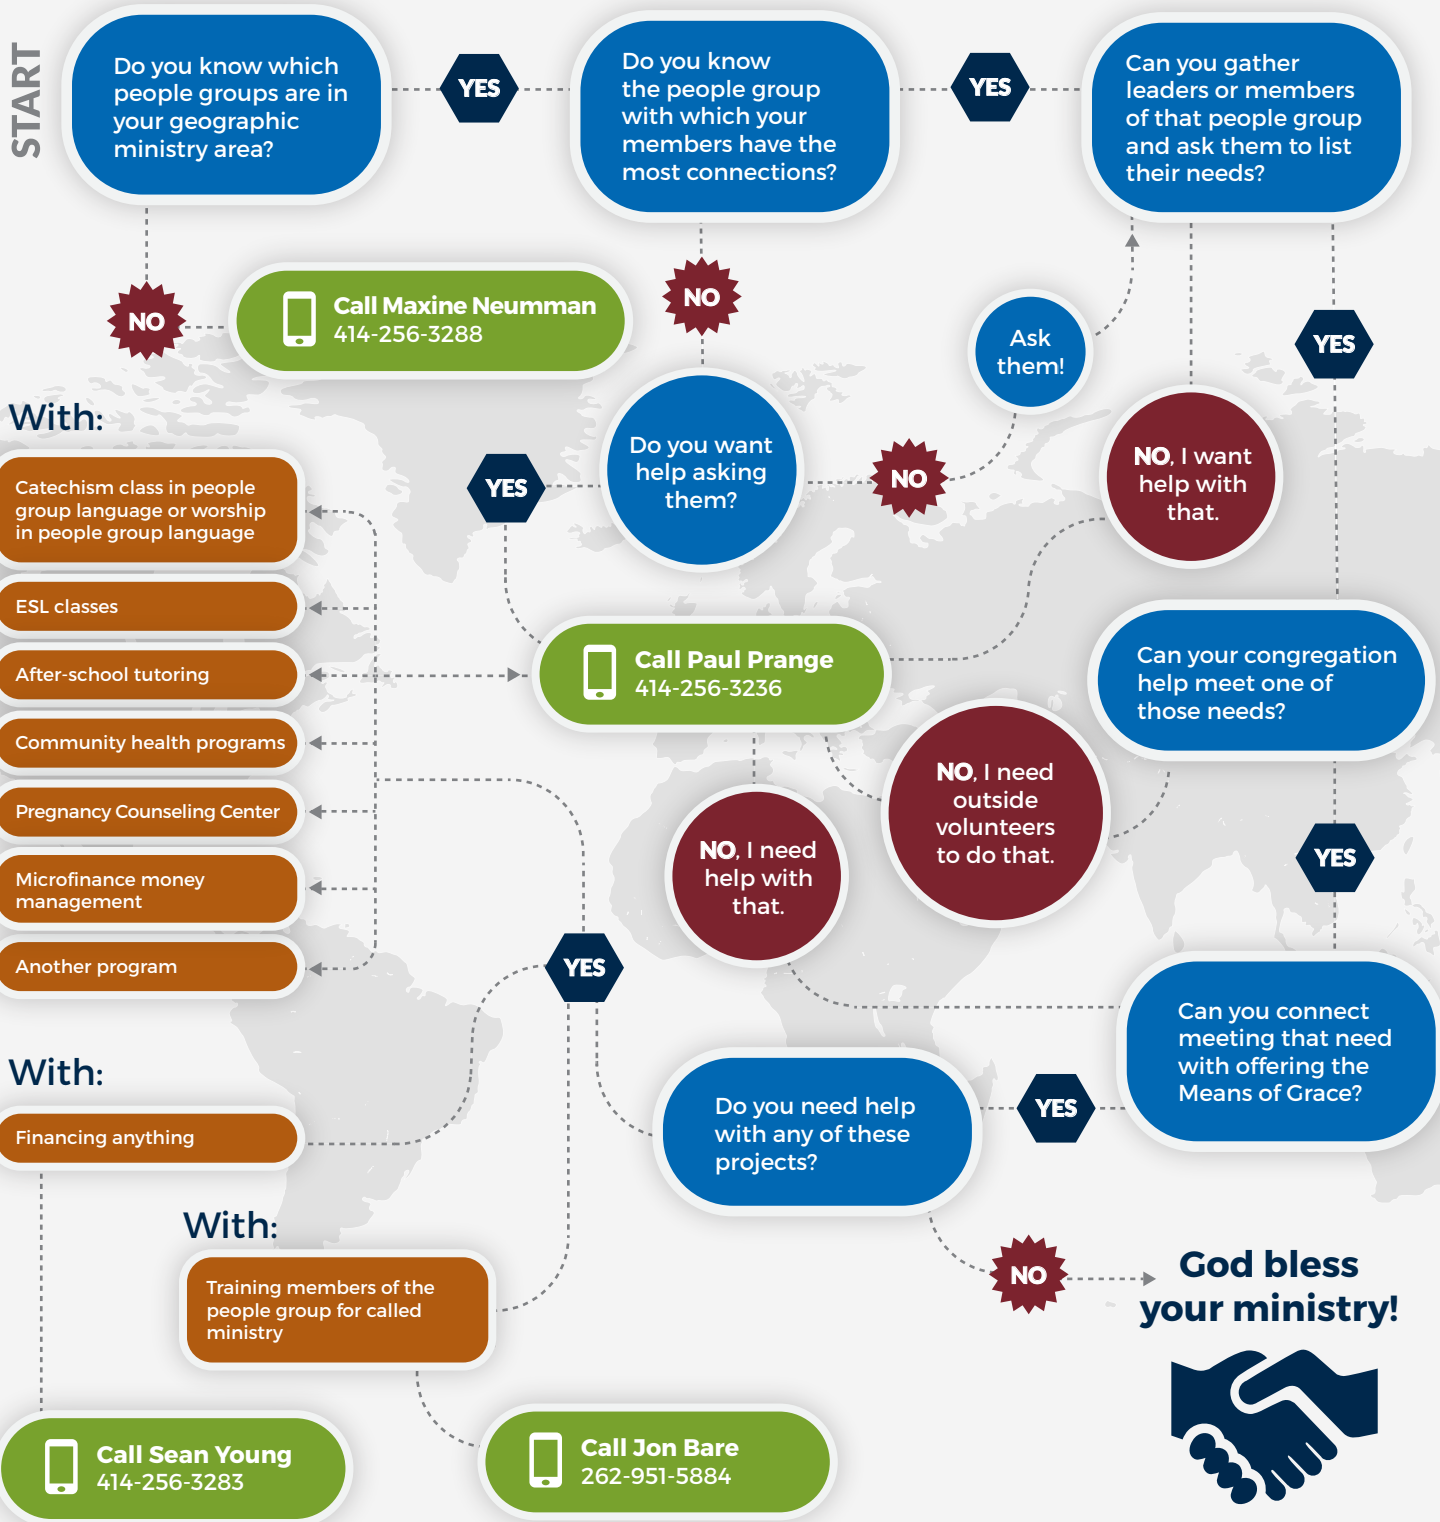 START
Do you know which
people groups are in
your geographic
ministry area?
YES
Do you know
the people group
with which your
members have the
most connections?
YES
Can you gather
leaders or members
of that people group
and ask them to list
their needs?
NO
Call Maxine Neumman
414-256-3288
NO
Ask
them!
YES
With:
Catechism class in people
group language or worship
in people group language
ESL classes
After-school tutoring
Community health programs
Pregnancy Counseling Center
Microfinance money
management
Another program
YES
Do you want
help asking
them?
NO
NO, I want
help with
that.
Call Paul Prange
414-256-3236
Can your congregation
help meet one of
those needs?
NO, I need
outside
volunteers
to do that.
NO, I need
help with
that.
YES
YES
Can you connect
meeting that need
with offering the
Means of Grace?
With:
Financing anything
Do you need help
with any of these
projects?
YES
With:
Training members of the
people group for called
ministry
NO
God bless
your ministry!
Call Sean Young
414-256-3283
Call Jon Bare
262-951-5884